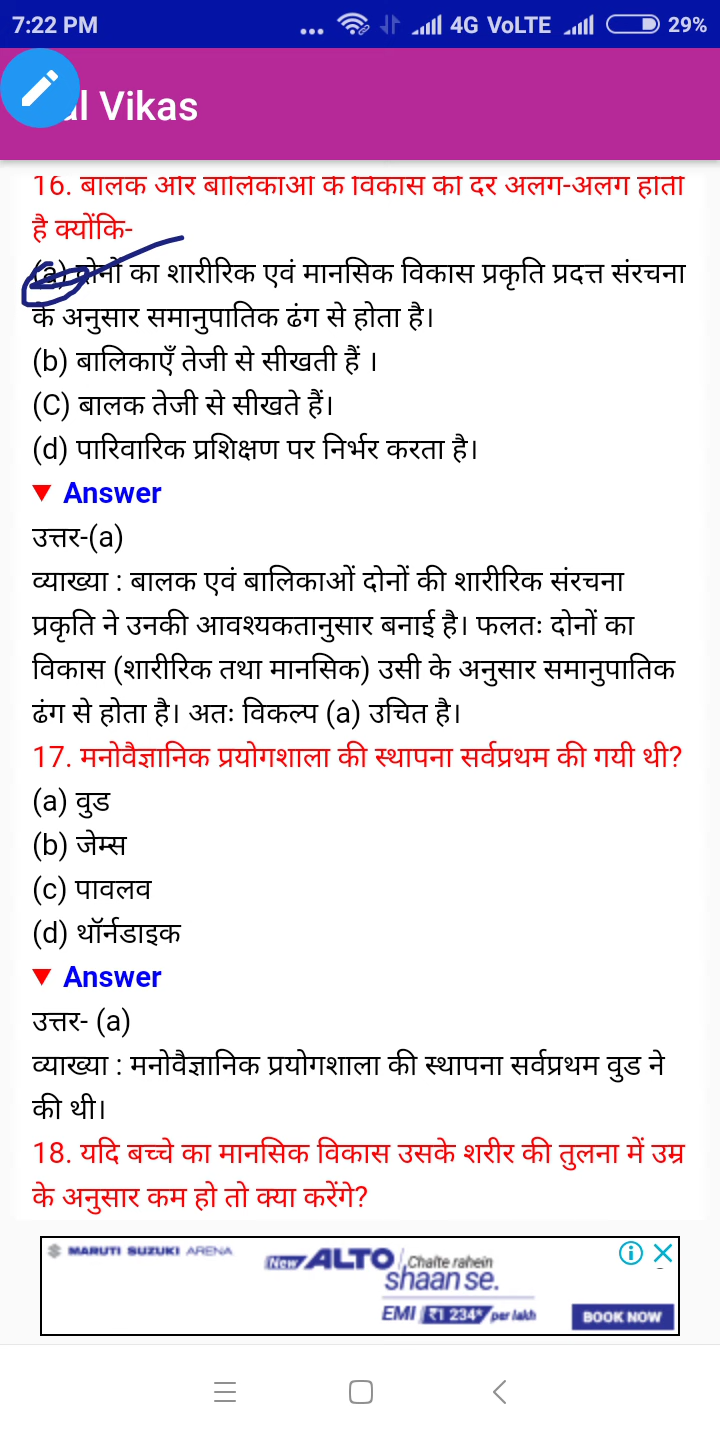 7:22 PM
... 4G VoLTE 29%
al Vikas
16. बालक और बालिकाओं के विकास की दर अलग-अलग होती
है क्योंकि-
(a) दोनों का शारीरिक एवं मानसिक विकास प्रकृति प्रदत्त संरचना
के अनुसार समानुपातिक ढंग से होता है।
(b) बालिकाएँ तेजी से सीखती हैं ।
(C) बालक तेजी से सीखते हैं।
(d) पारिवारिक प्रशिक्षण पर निर्भर करता है।
▼ Answer
उत्तर-(a)
व्याख्या : बालक एवं बालिकाओं दोनों की शारीरिक संरचना
प्रकृति ने उनकी आवश्यकतानुसार बनाई है। फलतः दोनों का
विकास (शारीरिक तथा मानसिक) उसी के अनुसार समानुपातिक
ढंग से होता है। अतः विकल्प (a) उचित है।
17. मनोवैज्ञानिक प्रयोगशाला की स्थापना सर्वप्रथम की गयी थी?
(a) वुड
(b) जेम्स
(c) पावलव
(d) थॉर्नडाइक
▼ Answer
उत्तर- (a)
व्याख्या : मनोवैज्ञानिक प्रयोगशाला की स्थापना सर्वप्रथम वुड ने
की थी।
18. यदि बच्चे का मानसिक विकास उसके शरीर की तुलना में उम्र
के अनुसार कम हो तो क्या करेंगे?
MARUTI SUZUKI ARENA
New ALTO Chalte rahein
shaan se.
EMI ₹1 234* per lakh
BOOK NOW